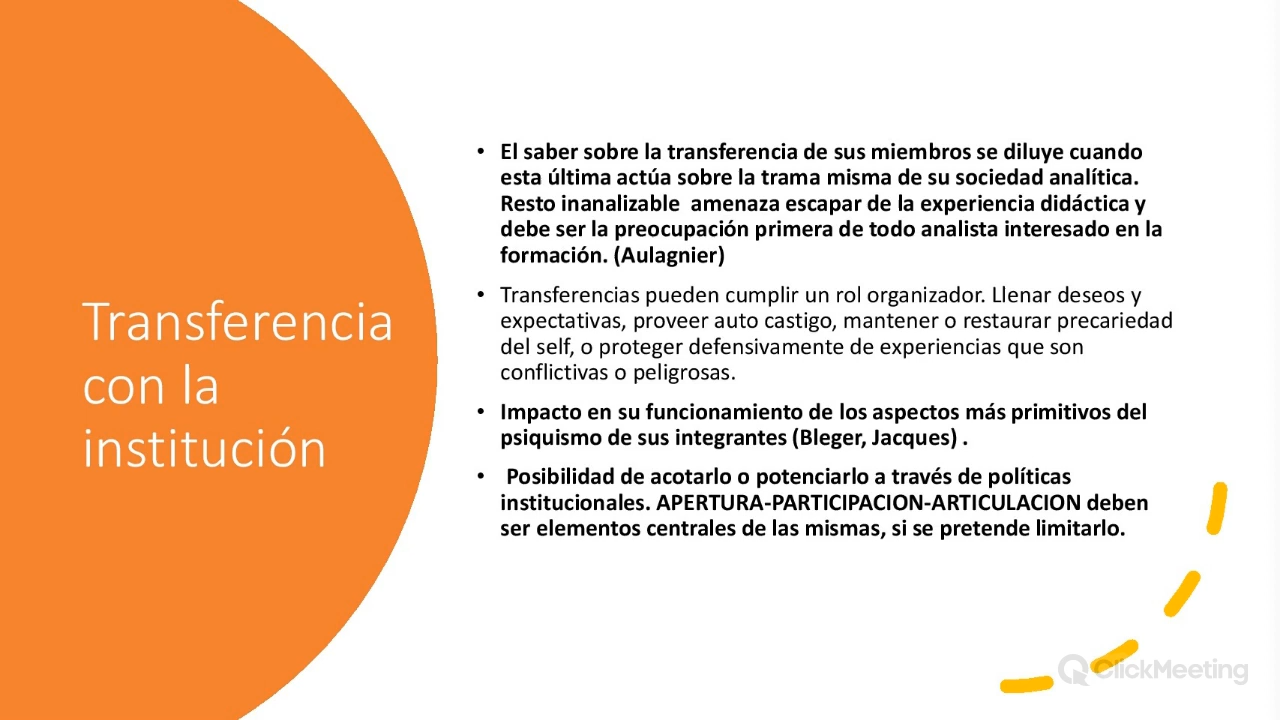 Transferencia
con la
institución
• El saber sobre la transferencia de sus miembros se diluye cuando
esta última actúa sobre la trama misma de su sociedad analítica.
Resto inanalizable  amenaza escapar de la experiencia didáctica y
debe ser la preocupación primera de todo analista interesado en la
formación. (Aulagnier)
• Transferencias pueden cumplir un rol organizador. Llenar deseos y
expectativas, proveer auto castigo, mantener o restaurar precariedad
del self, o proteger defensivamente de experiencias que son
conflictivas o peligrosas.
• Impacto en su funcionamiento de los aspectos más primitivos del
psiquismo de sus integrantes (Bleger, Jacques) .
•  Posibilidad de acotarlo o potenciarlo a través de políticas
institucionales. APERTURA-PARTICIPACION-ARTICULACION deben
ser elementos centrales de las mismas, si se pretende limitarlo.
ClickMeeting